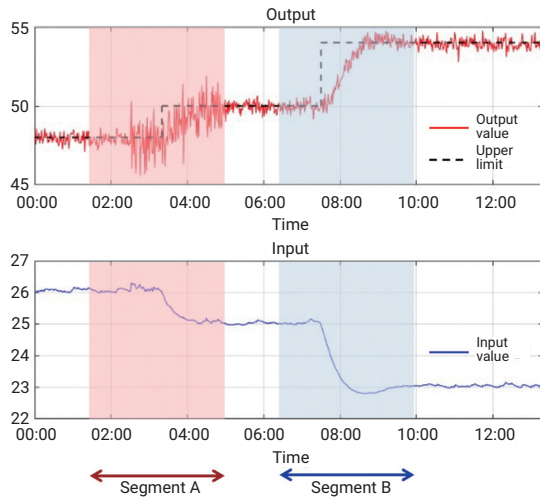 Output
55
50
45
Output
value
Upper
limit
00:00 02:00 04:00 06:00 08:00 10:00 12:00
Time
Input
27
26
25
24
23
22
Input
value
00:00 02:00 04:00 06:00 08:00 10:00 12:00
Time
Segment A Segment B